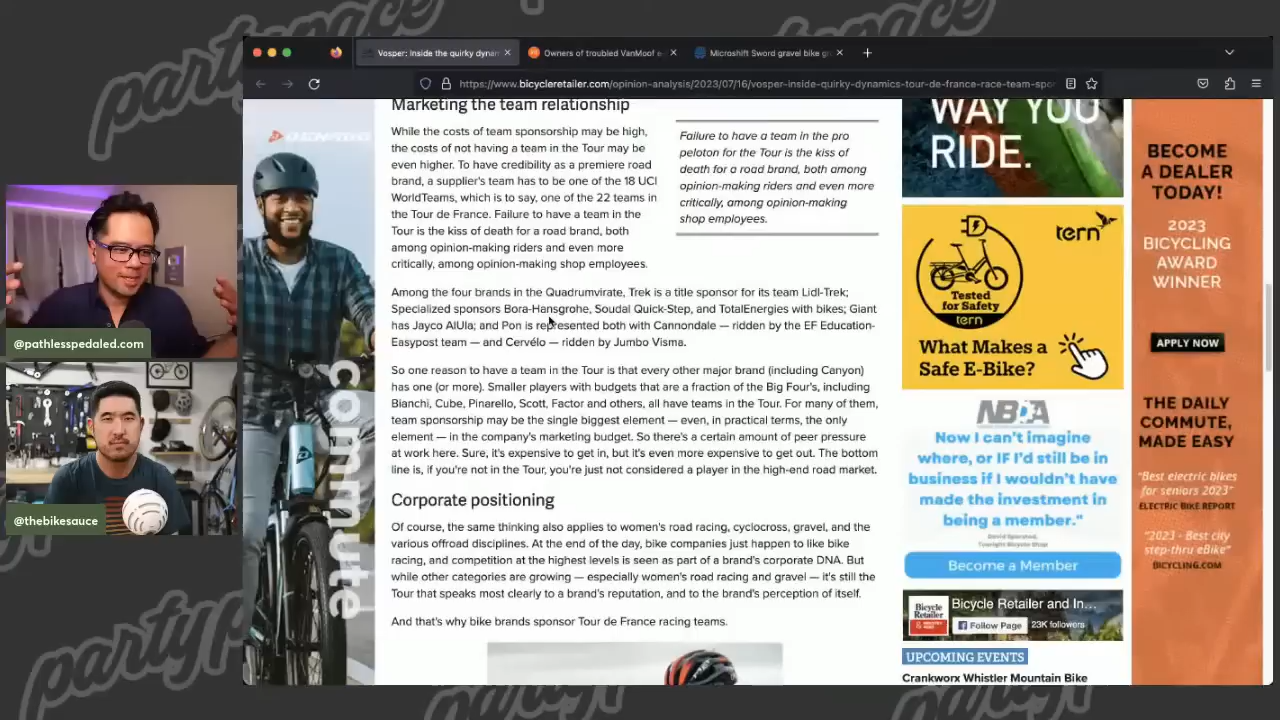 Vosper: Inside the quirky dynam
Owners of troubled VanMoof e-
Microshift Sword gravel bike gr
https://www.bicycleretailer.com/opinion-analysis/2023/07/16/vosper-inside-quirky-dynamics-tour-de-france-race-team-spo
@pathlesspedaled.com
@thebikesauce
commute
Marketing the team relationship
While the costs of team sponsorship may be high,
the costs of not having a team in the Tour may be
even higher. To have credibility as a premiere road
brand, a supplier's team has to be one of the 18 UCI
WorldTeams, which is to say, one of the 22 teams in
the Tour de France. Failure to have a team in the
Tour is the kiss of death for a road brand, both
among opinion-making riders and even more
critically, among opinion-making shop employees.
Failure to have a team in the pro
peloton for the Tour is the kiss of
death for a road brand, both among
opinion-making riders and even more
critically, among opinion-making
shop employees.
Among the four brands in the Quadrumvirate, Trek is a title sponsor for its team Lidl-Trek;
Specialized sponsors Bora-Hansgrohe, Soudal Quick-Step, and TotalEnergies with bikes; Giant
has Jayco AlUla; and Pon is represented both with Cannondale — ridden by the EF Education-
Easypost team — and Cervélo — ridden by Jumbo Visma.
So one reason to have a team in the Tour is that every other major brand (including Canyon)
has one (or more). Smaller players with budgets that are a fraction of the Big Four's, including
Bianchi, Cube, Pinarello, Scott, Factor and others, all have teams in the Tour. For many of them,
team sponsorship may be the single biggest element — even, in practical terms, the only
element — in the company's marketing budget. So there's a certain amount of peer pressure
at work here. Sure, it's expensive to get in, but it's even more expensive to get out. The bottom
line is, if you're not in the Tour, you're just not considered a player in the high-end road market.
Corporate positioning
Of course, the same thinking also applies to women's road racing, cyclocross, gravel, and the
various offroad disciplines. At the end of the day, bike companies just happen to like bike
racing, and competition at the highest levels is seen as part of a brand's corporate DNA. But
while other categories are growing — especially women's road racing and gravel — it's still the
Tour that speaks most clearly to a brand's reputation, and to the brand's perception of itself.
And that's why bike brends sponsor Tour de France racing teams.
WAY YOU
RIDE.
tern
Tested
for Safety
tern
What Makes a
Safe E-Bike?
NBDA
Now I can't imagine
where, or IF I'd still be in
business if I wouldn't have
made the investment in
being a member."
Become a Member
Bicycle
Retailer
Bicycle Retailer and In...
Follow Page
23K followers
UPCOMING EVENTS
Crankworx Whistler Mountain Bike
BECOME
A DEALER
TODAY!
2023
BICYCLING
AWARD
WINNER
APPLY NOW
THE DAILY
COMMUTE,
MADE EASY
"Best electric bikes
for seniors 2023"
ELECTRIC BIKE REPORT
"2023 - Best city
step-thru eBike"
BICYCLING.COM